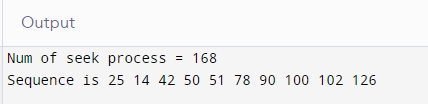 Output
Num of seek process = 168
Sequence is 25 14 42 50 51 78 90 100 102 126